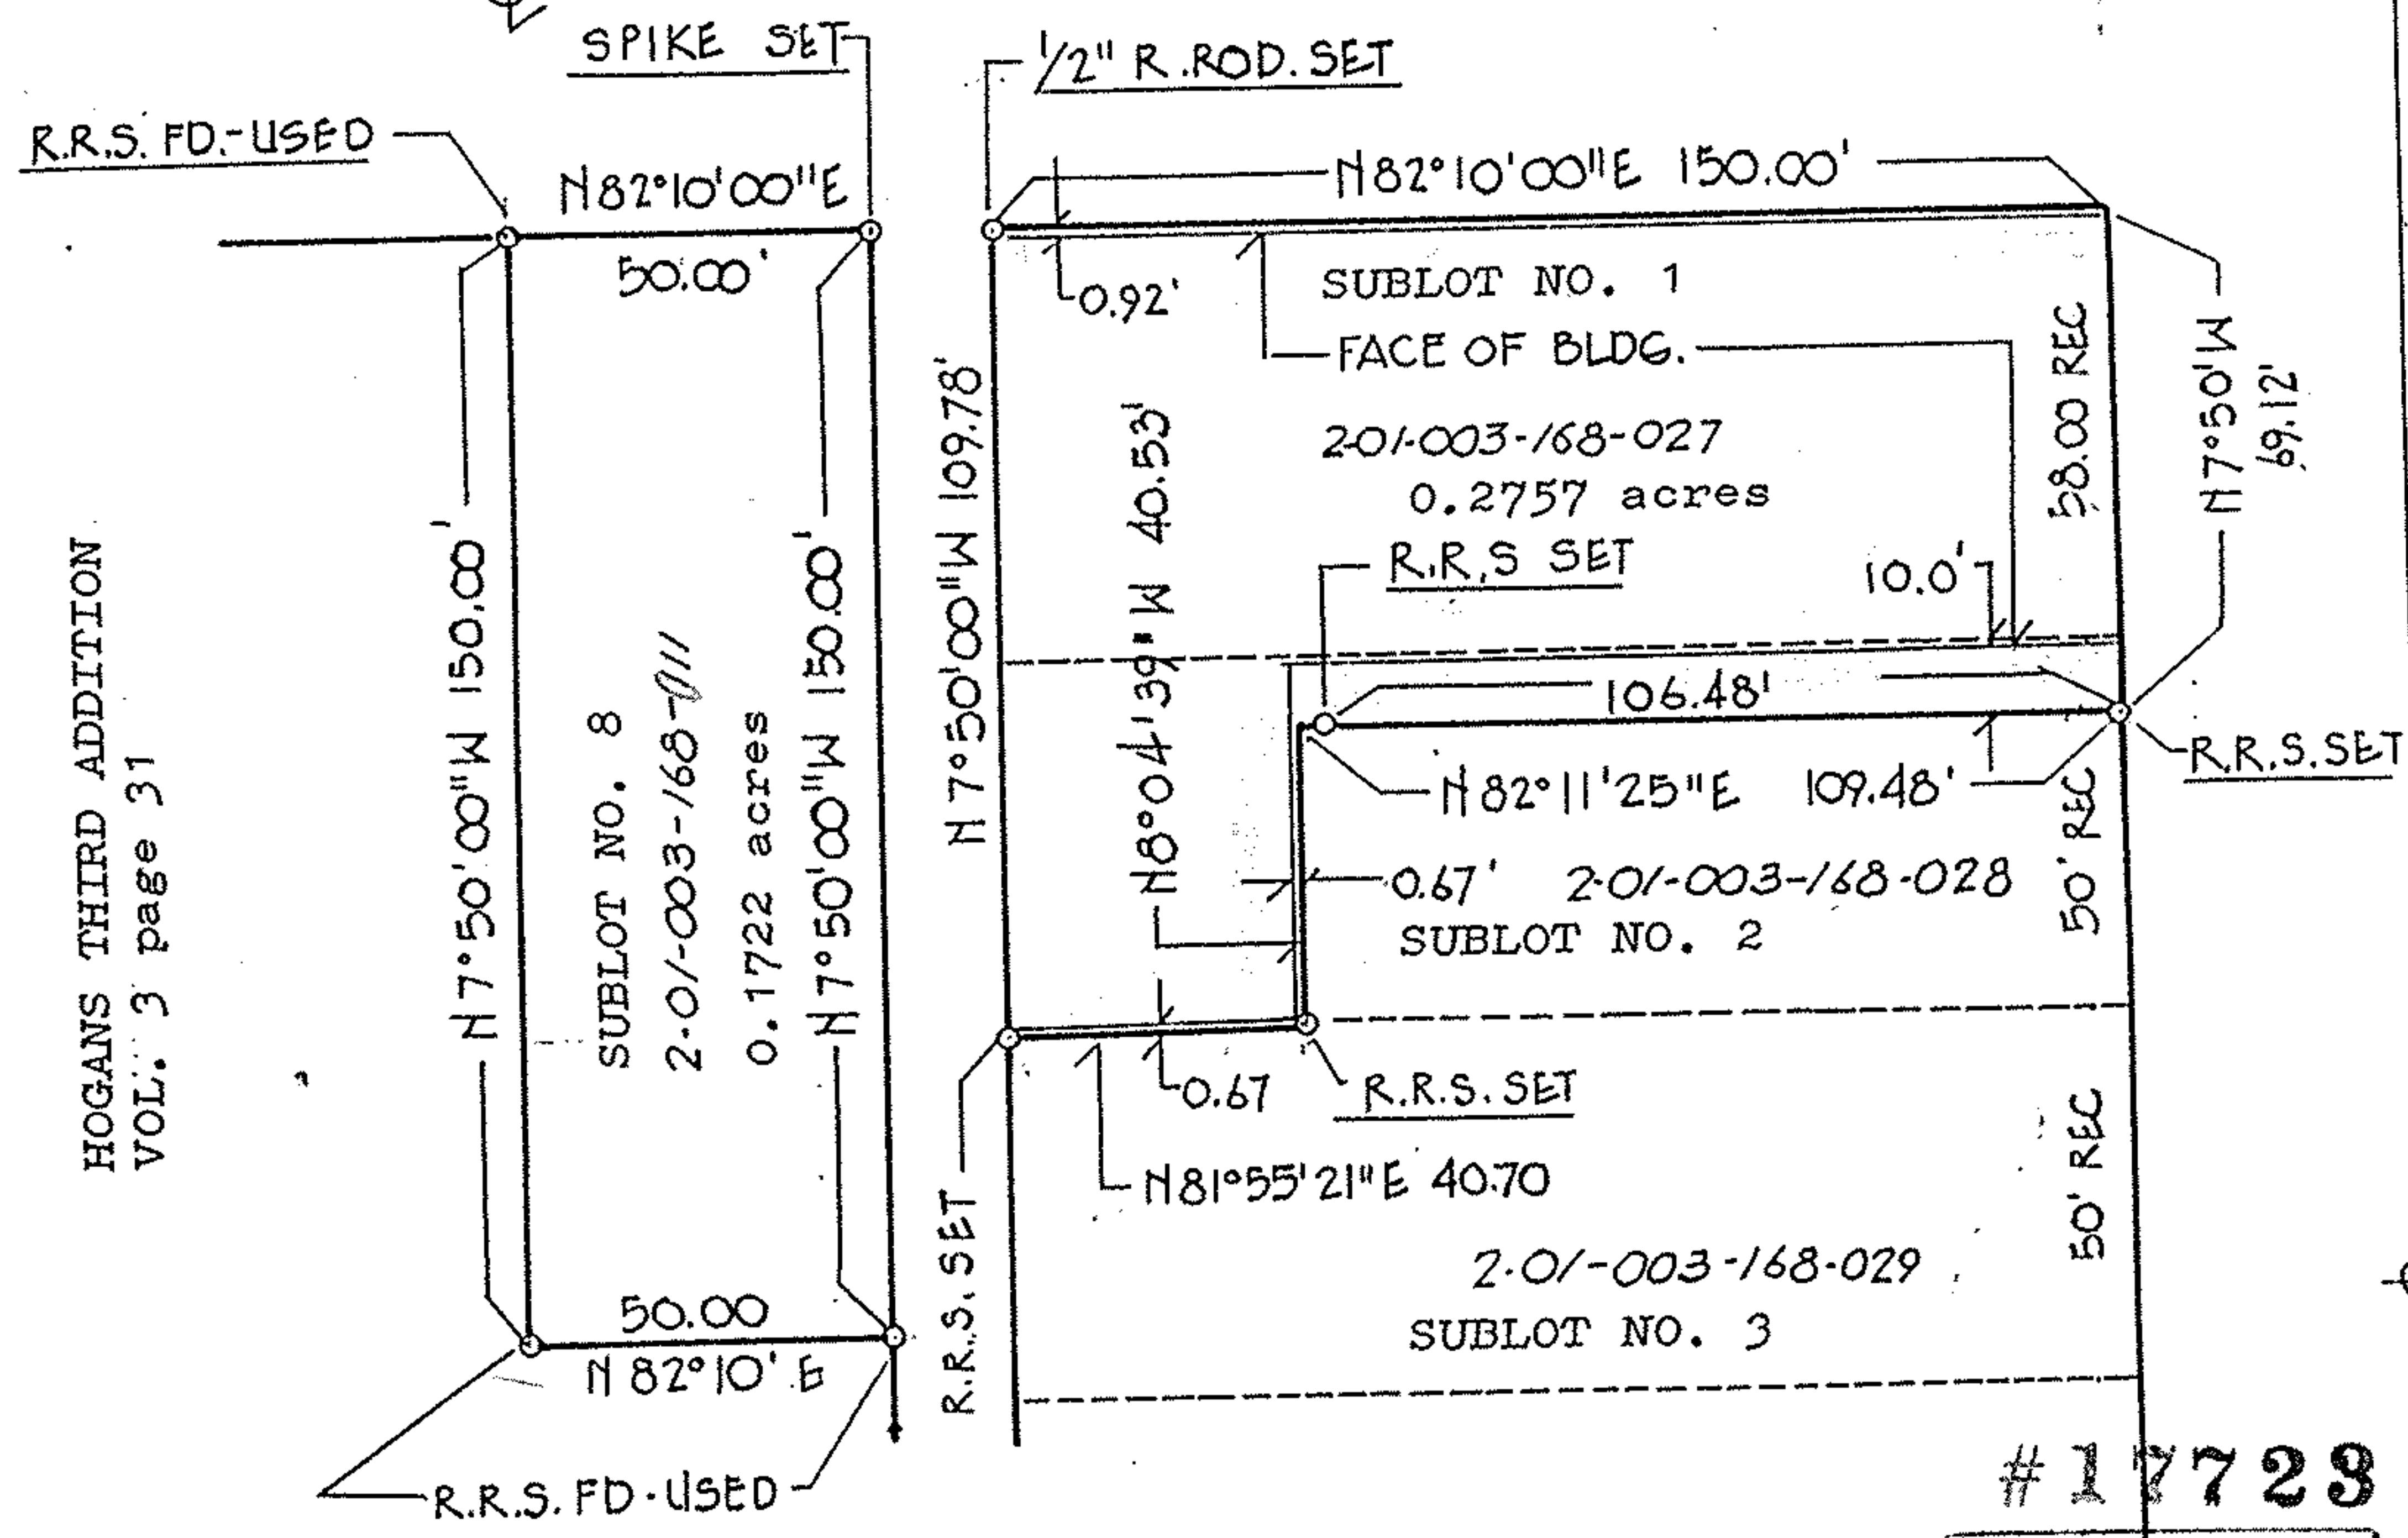 SPIKE SET
1/2" R.ROD.SET
R.R.S. FD.-USED
N82°10'00"E
50.00'
N82°10'00"E 150.00'
0.92'
SUBLOT NO. 1
FACE OF BLDG.
2-01-003-168-027
0.2757 acres
58.00 REC
N7°50'W
69.12'
R.R.S SET
10.0'
106.48'
N82°11'25"E 109.48'
R.R.S.SET
50' REC
0.67'
2-01-003-168-028
SUBLOT NO. 2
N8°04'39"W 40.53'
N7°50'00"W 109.78'
HOGANS THIRD ADDITION
VOL. 3 page 31
N7°50'00"W 150.00'
SUBLOT NO. 8
2-01-003-168-011
0.1722 acres
N7°50'00"W 150.00'
0.67
R.R.S. SET
N81°55'21"E 40.70
R.R.S. SET
50' REC
2-01-003-168-029
SUBLOT NO. 3
50.00
N82°10' E
R.R.S. FD-USED
#17723